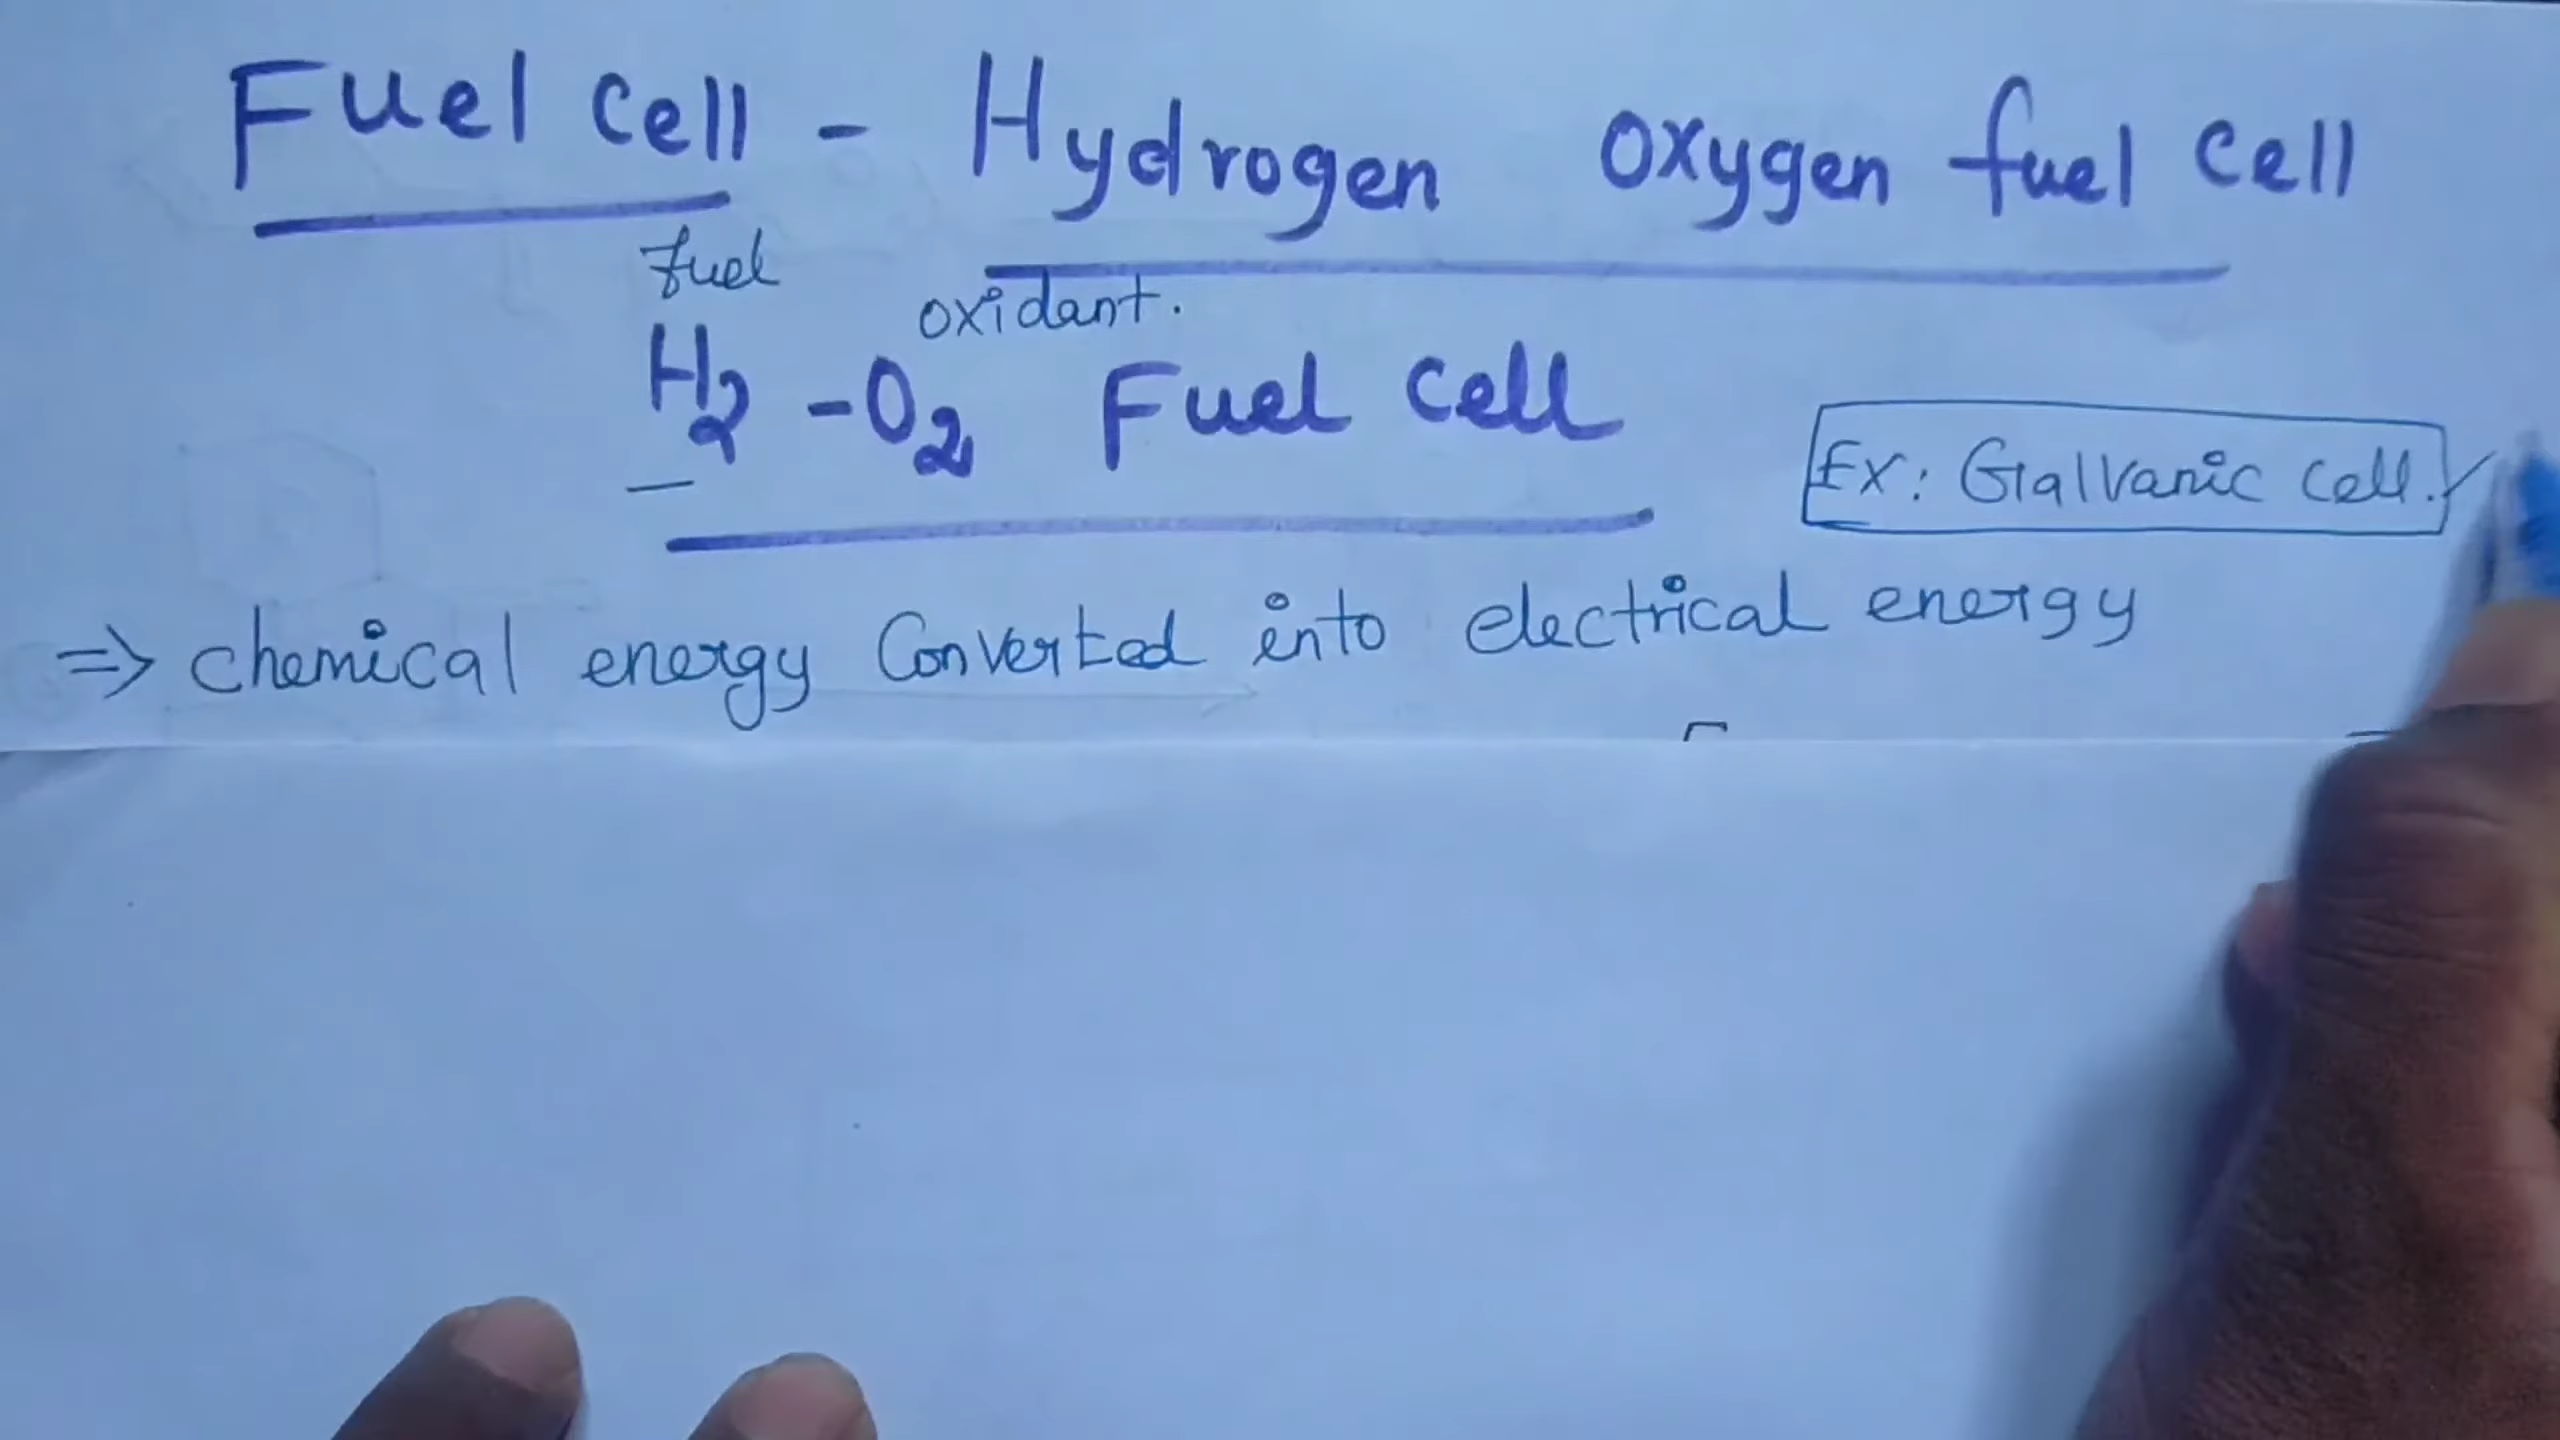 Fuel cell - Hydrogen oxygen fuel cell
fuel
oxidant.
H2 - O2 Fuel cell
Ex: Galvanic cell.
=> chemical energy Converted into electrical energy